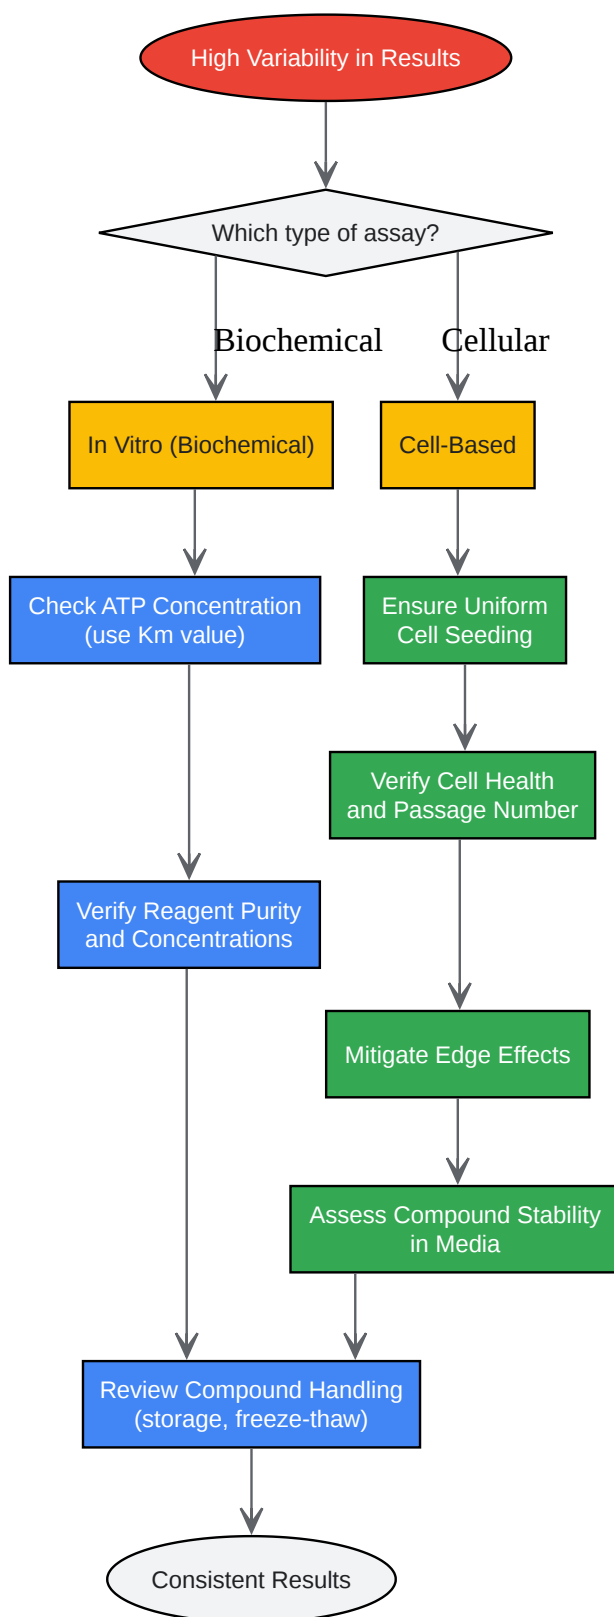 High Variability in Results
Which type of assay?
Biochemical
Cellular
In Vitro (Biochemical)
Cell-Based
Check ATP Concentration
(use Km value)
Ensure Uniform
Cell Seeding
Verify Cell Health
and Passage Number
Verify Reagent Purity
and Concentrations
Mitigate Edge Effects
Assess Compound Stability
in Media
Review Compound Handling
(storage, freeze-thaw)
Consistent Results